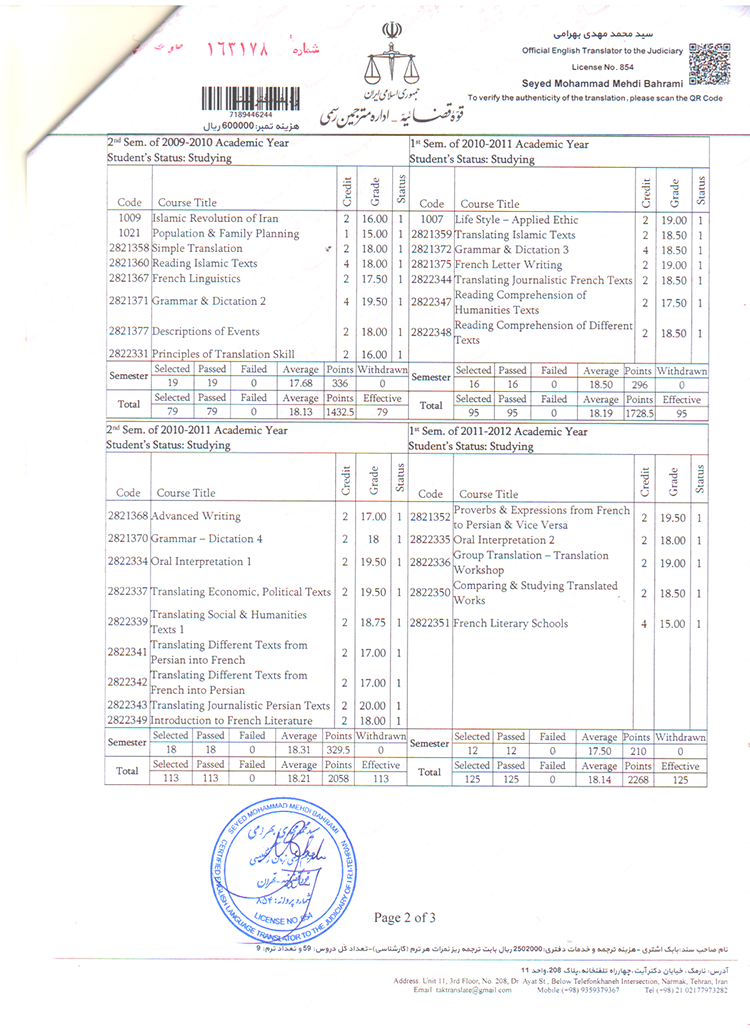 سید محمد مهدی بهرامی
Official English Translator to the Judiciary
License No. 854
Seyed Mohammad Mehdi Bahrami
To verify the authenticity of the translation, please scan the QR Code
جمهوری اسلامی ایران
قوه قضائیه - اداره مترجمین رسمی
شماره ۱۶۳۱۷۸
7189446244
هزینه تمبر: 600000 ریال
2nd Sem. of 2009-2010 Academic Year
Student's Status: Studying
Code Course Title Credit Grade Status
1009 Islamic Revolution of Iran 2 16.00 1
1021 Population & Family Planning 1 15.00 1
2821358 Simple Translation 2 18.00 1
2821360 Reading Islamic Texts 4 18.00 1
2821367 French Linguistics 2 17.50 1
2821371 Grammar & Dictation 2 4 19.50 1
2821377 Descriptions of Events 2 18.00 1
2822331 Principles of Translation Skill 2 16.00 1
Semester Selected Passed Failed Average Points Withdrawn
19 19 0 17.68 336 0
Total Selected Passed Failed Average Points Effective
79 79 0 18.13 1432.5 79
1st Sem. of 2010-2011 Academic Year
Student's Status: Studying
Code Course Title Credit Grade Status
1007 Life Style – Applied Ethic 2 19.00 1
2821359 Translating Islamic Texts 2 18.50 1
2821372 Grammar & Dictation 3 4 18.50 1
2821375 French Letter Writing 2 19.00 1
2822344 Translating Journalistic French Texts 2 18.50 1
2822347 Reading Comprehension of
Humanities Texts 2 17.50 1
2822348 Reading Comprehension of Different
Texts 2 18.50 1
Semester Selected Passed Failed Average Points Withdrawn
16 16 0 18.50 296 0
Total Selected Passed Failed Average Points Effective
95 95 0 18.19 1728.5 95
2nd Sem. of 2010-2011 Academic Year
Student's Status: Studying
Code Course Title Credit Grade Status
2821368 Advanced Writing 2 17.00 1
2821370 Grammar – Dictation 4 2 18 1
2822334 Oral Interpretation 1 2 19.50 1
2822337 Translating Economic, Political Texts 2 19.50 1
2822339 Translating Social & Humanities
Texts 1 2 18.75 1
2822341 Translating Different Texts from
Persian into French 2 17.00 1
2822342 Translating Different Texts from
French into Persian 2 17.00 1
2822343 Translating Journalistic Persian Texts 2 20.00 1
2822349 Introduction to French Literature 2 18.00 1
Semester Selected Passed Failed Average Points Withdrawn
18 18 0 18.31 329.5 0
Total Selected Passed Failed Average Points Effective
113 113 0 18.21 2058 113
1st Sem. of 2011-2012 Academic Year
Student's Status: Studying
Code Course Title Credit Grade Status
2821352 Proverbs & Expressions from French
to Persian & Vice Versa 2 19.50 1
2822335 Oral Interpretation 2 2 18.00 1
2822336 Group Translation – Translation
Workshop 2 19.00 1
2822350 Comparing & Studying Translated
Works 2 18.50 1
2822351 French Literary Schools 4 15.00 1
Semester Selected Passed Failed Average Points Withdrawn
12 12 0 17.50 210 0
Total Selected Passed Failed Average Points Effective
125 125 0 18.14 2268 125
SEYED MOHAMMAD MEHDI BAHRAMI
CERTIFIED ENGLISH LANGUAGE TRANSLATOR TO THE JUDICIARY OF I.R.I-TEHRAN
سید محمد مهدی بهرامی
شماره پروانه: ۸۵۴
LICENSE NO.854
Page 2 of 3
نام صاحب سند: بابک اشتری - هزینه ترجمه و خدمات دفتری: 2502000 ریال بابت ترجمه ریز نمرات هر ترم (کارشناسی) - تعداد کل دروس: 59 و تعداد ترم: 9
آدرس: نارمک، خیابان دکتر آیت، چهارراه تلفنخانه، پلاک 208، واحد 11
Address: Unit 11, 3rd Floor, No. 208, Dr. Ayat St., Below Telefonkhaneh Intersection, Narmak, Tehran, Iran
Email: taktranslate@gmail.com Mobile:(+98) 9359379367 Tel:(+98) 21 02177973282